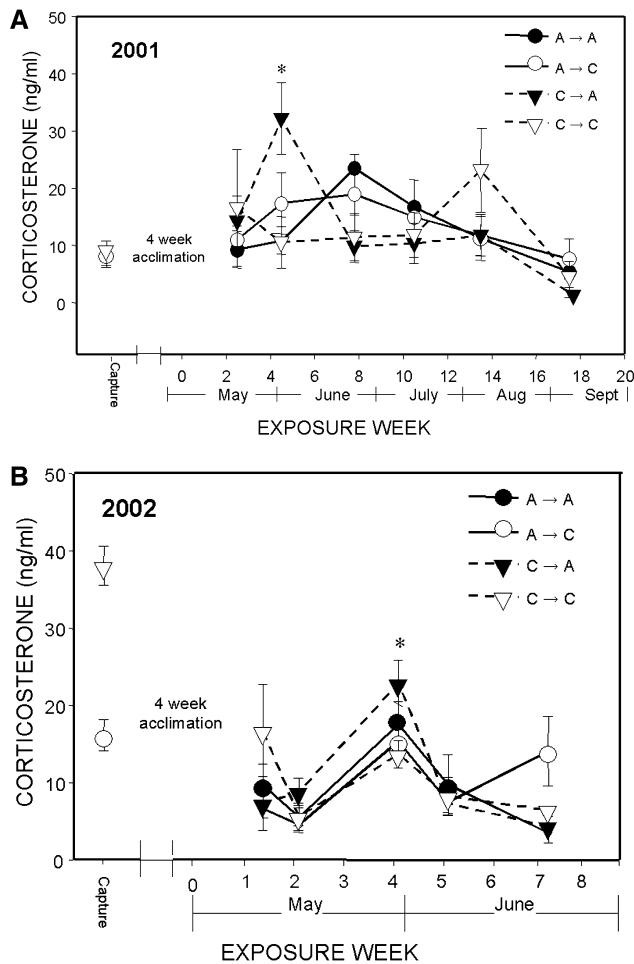 A
2001
CORTICOSTERONE (ng/ml)
50
40
30
20
10
0
*
A → A
A → C
C → A
C → C
4 week
acclimation
Capture
0 2 4 6 8 10 12 14 16 18 20
May June July Aug Sept
EXPOSURE WEEK
B
2002
CORTICOSTERONE (ng/ml)
50
40
30
20
10
0
*
A → A
A → C
C → A
C → C
4 week
acclimation
Capture
0 1 2 3 4 5 6 7 8
May June
EXPOSURE WEEK